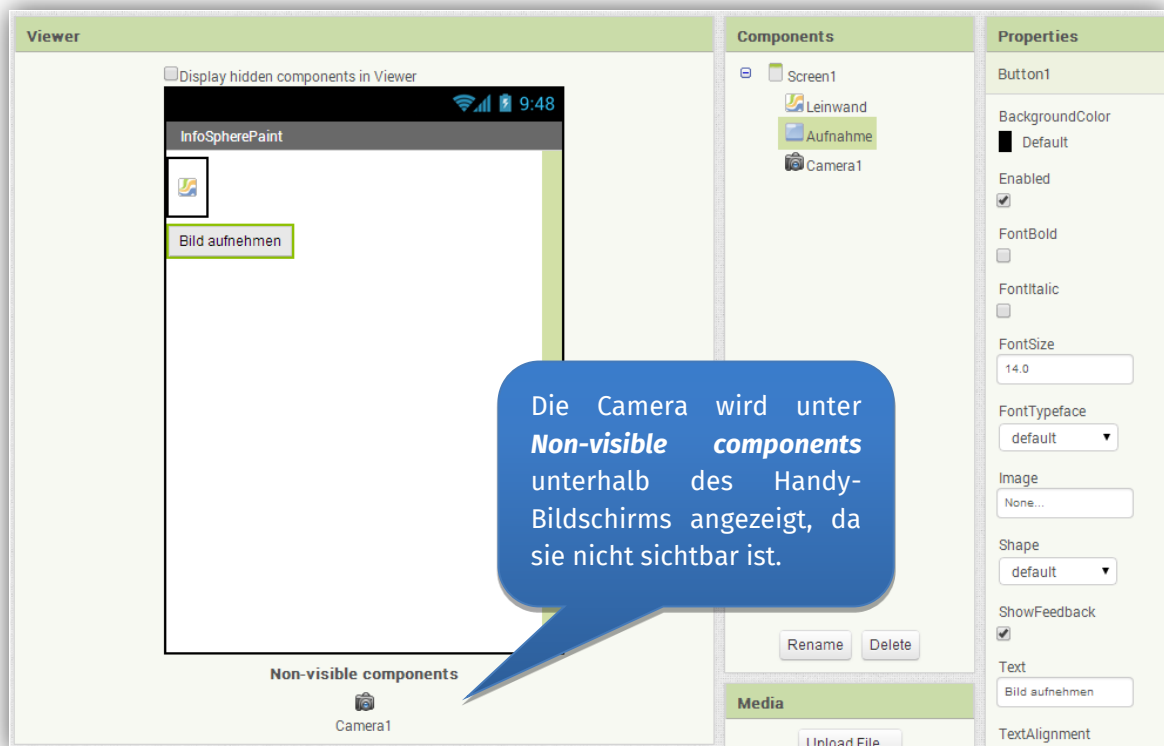 Viewer
Display hidden components in Viewer
9:48
InfoSpherePaint
Bild aufnehmen
Non-visible components
Camera1
Die Camera wird unter
Non-visible components
unterhalb des Handy-
Bildschirms angezeigt, da
sie nicht sichtbar ist.
Components
Screen1
Leinwand
Aufnahme
Camera1
Rename Delete
Media
Upload File...
Properties
Button1
BackgroundColor
Default
Enabled
FontBold
FontItalic
FontSize
14.0
FontTypeface
default
Image
None...
Shape
default
ShowFeedback
Text
Bild aufnehmen
TextAlignment